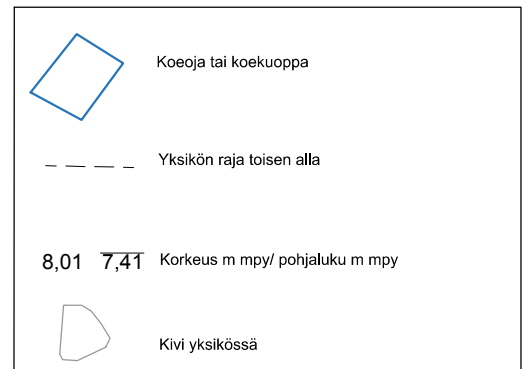 Koeoja tai koekuoppa
Yksikön raja toisen alla
8,01 7,41 Korkeus m mpy/ pohjaluku m mpy
Kivi yksikössä